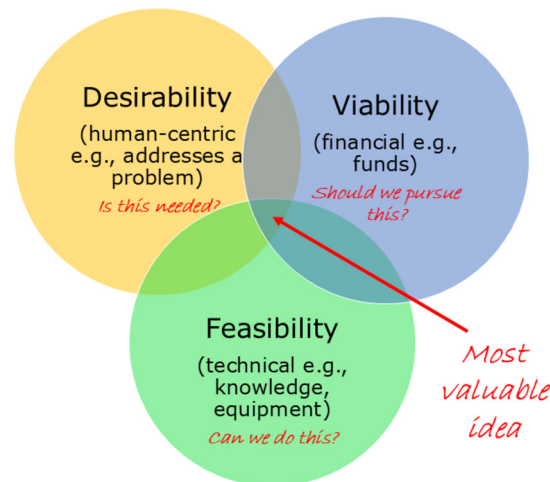 Desirability
(human-centric
e.g., addresses a
problem)
Is this needed?
Viability
(financial e.g.,
funds)
Should we pursue
this?
Feasibility
(technical e.g.,
knowledge,
equipment)
Can we do this?
Most
valuable
idea